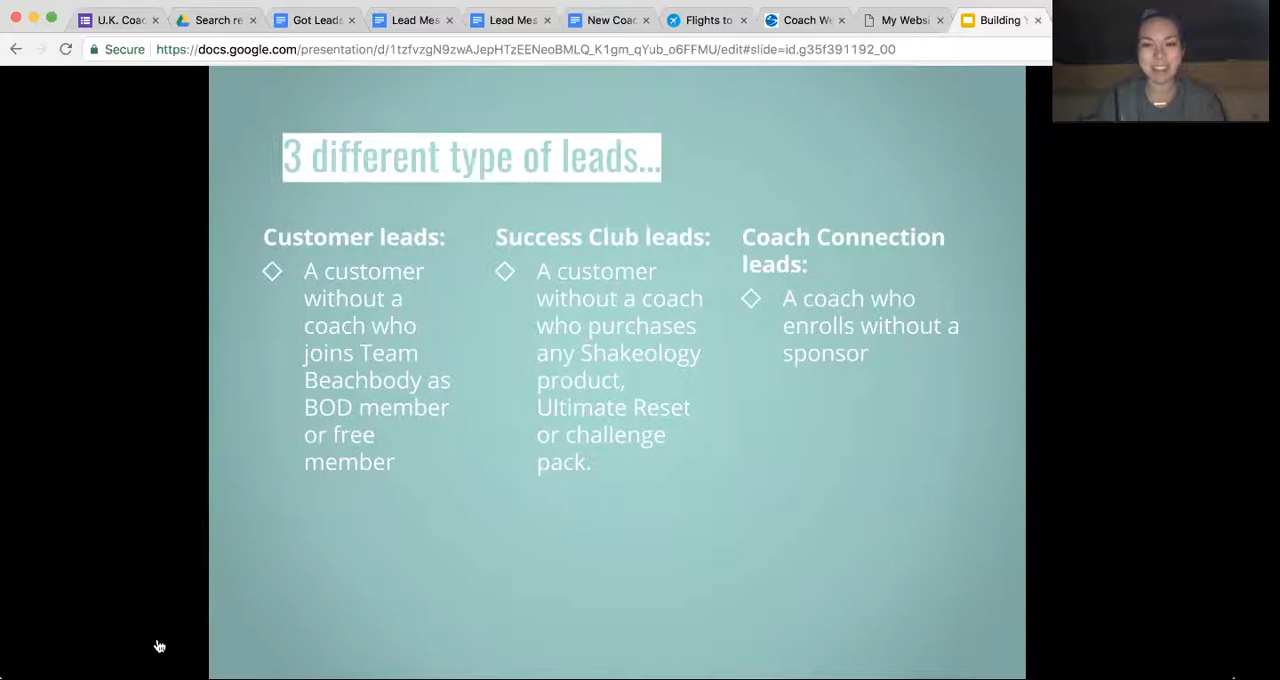 U.K. Coac
Search re
Got Leads
Lead Mes
Lead Mes
New Coac
Flights to
Coach We
My Websi
Building Y
Secure
https://docs.google.com/presentation/d/1tzfvzgN9zwAJepHTzEENeoBMLQ_K1gm_qYub_o6FFMU/edit#slide=id.g35f391192_00
3 different type of leads...
Customer leads:
A customer
without a
coach who
joins Team
Beachbody as
BOD member
or free
member
Success Club leads:
A customer
without a coach
who purchases
any Shakeology
product,
Ultimate Reset
or challenge
pack.
Coach Connection
leads:
A coach who
enrolls without a
sponsor